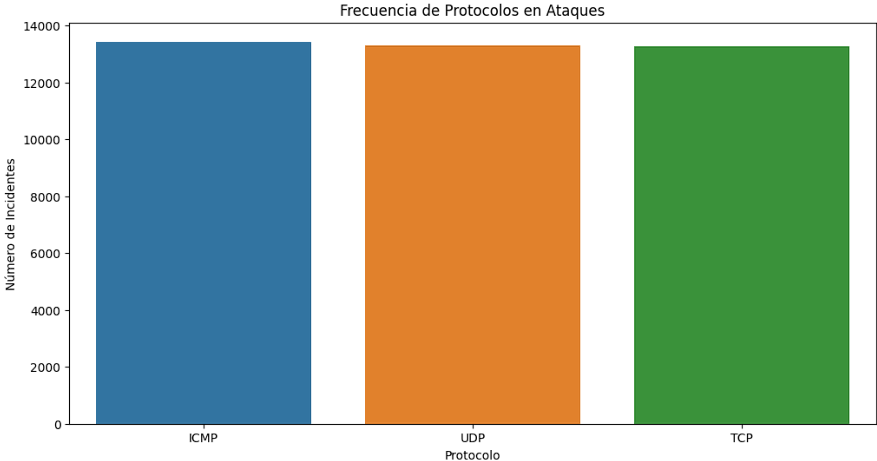 Frecuencia de Protocolos en Ataques
Número de Incidentes
14000
12000
10000
8000
6000
4000
2000
0
ICMP UDP TCP
Protocolo